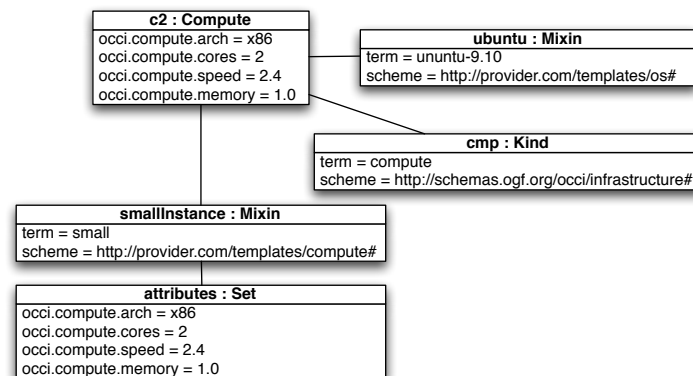 c2 : Compute
occi.compute.arch = x86
occi.compute.cores = 2
occi.compute.speed = 2.4
occi.compute.memory = 1.0
ubuntu : Mixin
term = ununtu-9.10
scheme = http://provider.com/templates/os#
cmp : Kind
term = compute
scheme = http://schemas.ogf.org/occi/infrastructure#
smallInstance : Mixin
term = small
scheme = http://provider.com/templates/compute#
attributes : Set
occi.compute.arch = x86
occi.compute.cores = 2
occi.compute.speed = 2.4
occi.compute.memory = 1.0